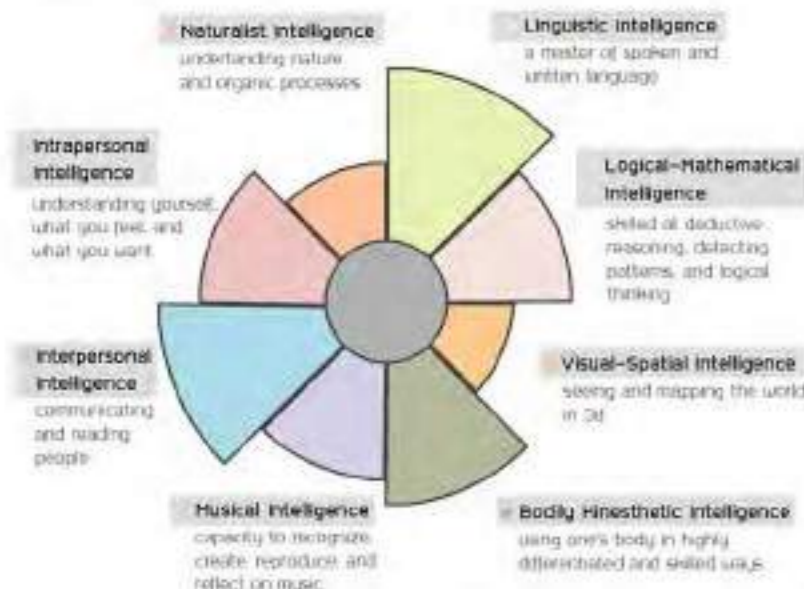 Naturalist Intelligence
understanding nature
and organic processes
Linguistic Intelligence
a master of spoken and
written language
Intrapersonal
Intelligence
understanding yourself,
what you feel, and
what you want
Logical-Mathematical
Intelligence
skilled at deductive
reasoning, detecting
patterns, and logical
thinking
Interpersonal
Intelligence
communicating
and reading
people
Visual-Spatial Intelligence
seeing and mapping the world
in 3d
Musical Intelligence
capacity to recognize,
create reproduce, and
reflect on music
Bodily Kinesthetic Intelligence
using one's body in highly
differentiated and skilled ways